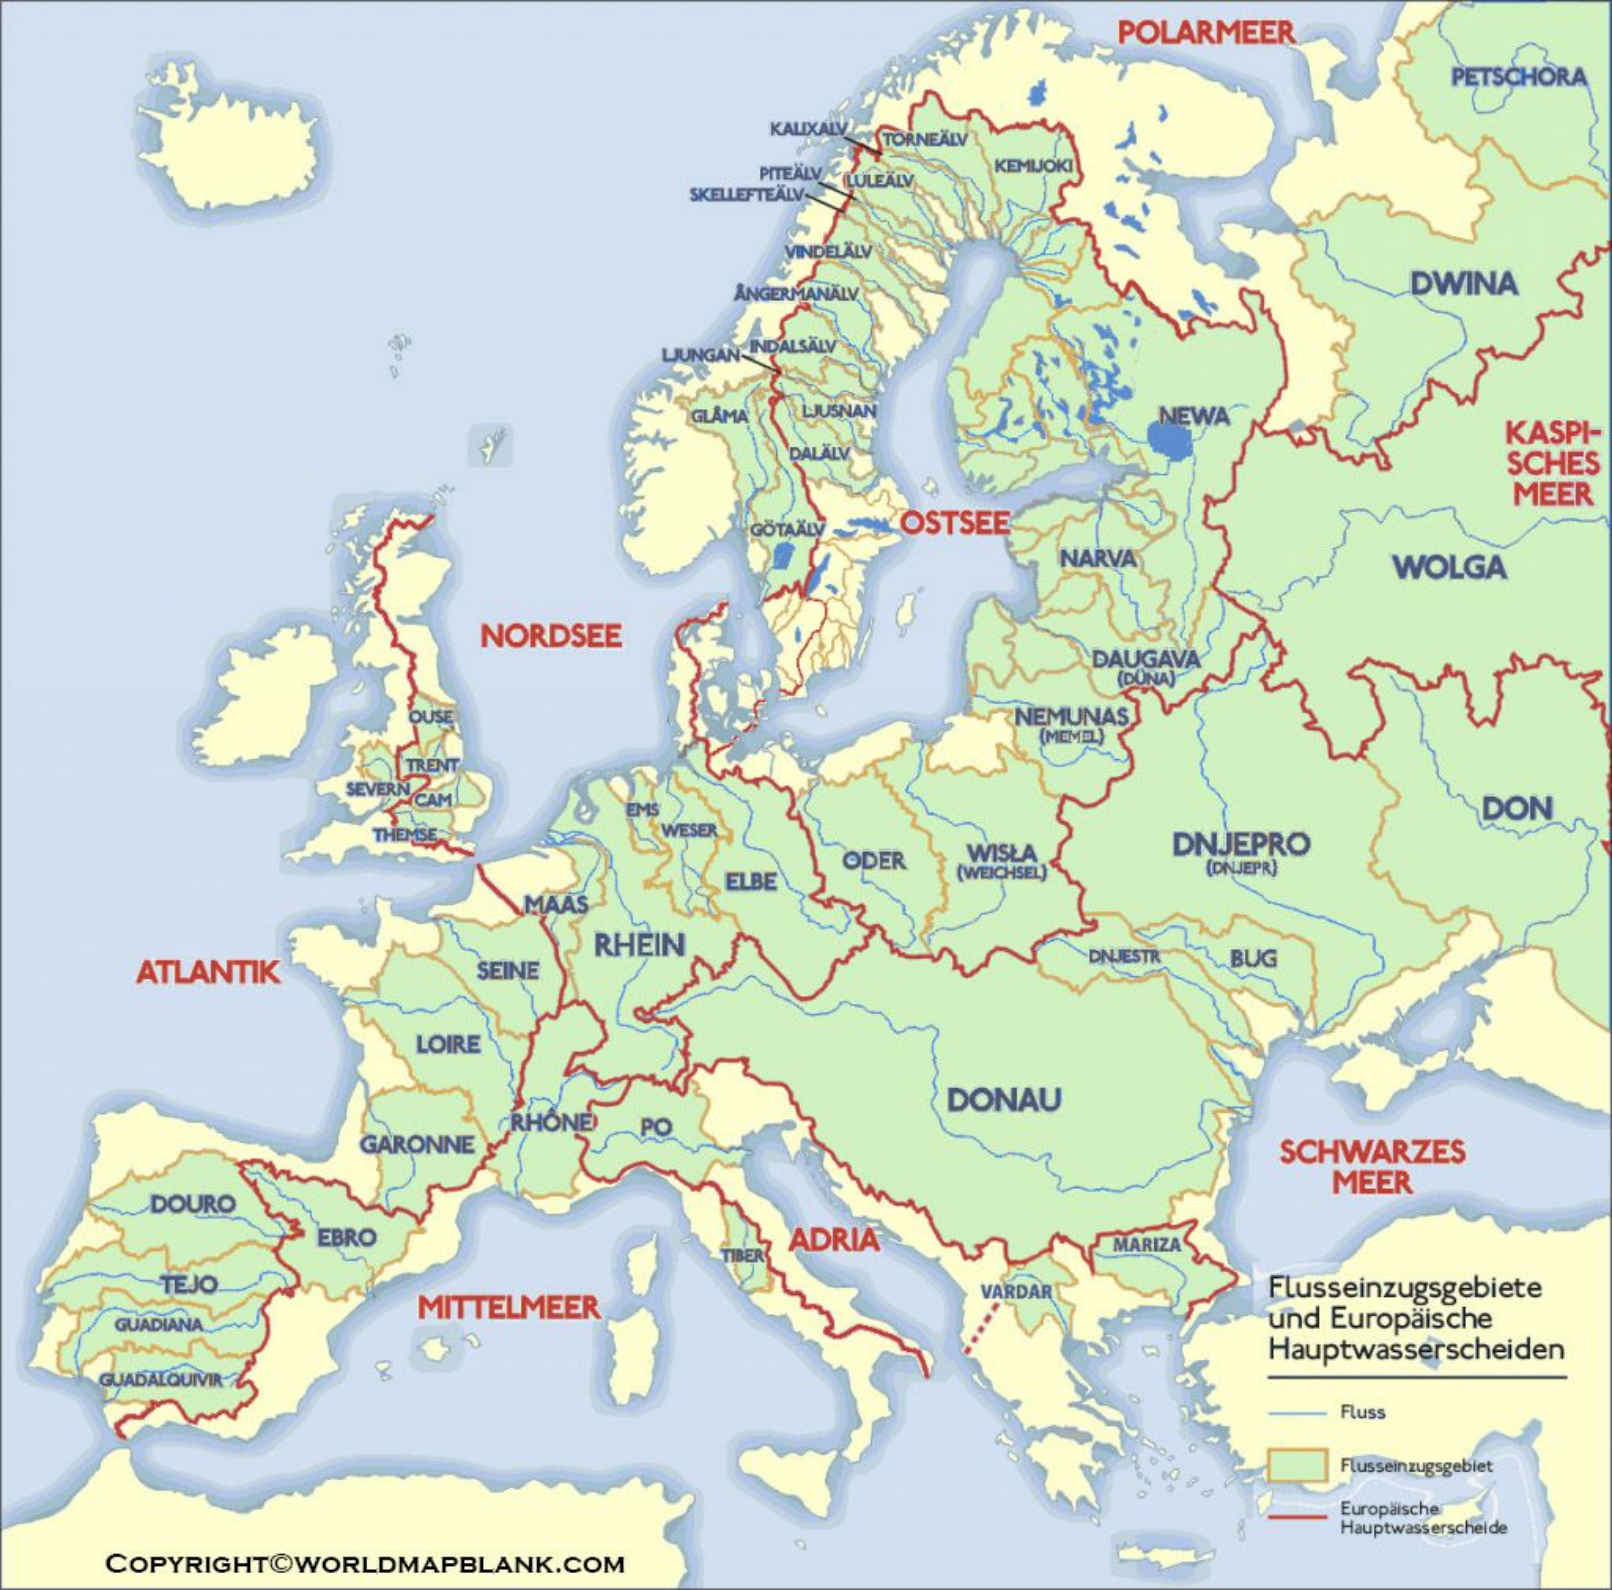 POLARMEER
PETSCHORA
KALIXÄLV
TORNEÄLV
KEMIJOKI
PITEÄLV
LULEÄLV
SKELLEFTEÄLV
VINDELÄLV
DWINA
ÅNGERMANÄLV
INDALSÄLV
LJUNGAN
GLÅMA
LJUSNAN
NEWA
DALÄLV
KASPI-
SCHES
MEER
GÖTAÄLV
OSTSEE
NARVA
WOLGA
NORDSEE
DAUGAVA
(DÜNA)
OUSE
NEMUNAS
(MEMEL)
TRENT
SEVERN
CAM
THEMSE
EMS
WESER
DON
ODER
WISŁA
(WEICHSEL)
DNJEPRO
(DNJEPR)
ELBE
MAAS
RHEIN
ATLANTIK
SEINE
DNJESTR
BUG
LOIRE
DONAU
RHÔNE
PO
GARONNE
SCHWARZES
MEER
DOURO
EBRO
ADRIA
MARIZA
TIBER
TEJO
VARDAR
MITTELMEER
GUADIANA
GUADALQUIVIR
Flusseinzugsgebiete
und Europäische
Hauptwasserscheiden
Fluss
Flusseinzugsgebiet
Europäische
Hauptwasserscheide
COPYRIGHT©WORLDMAPBLANK.COM